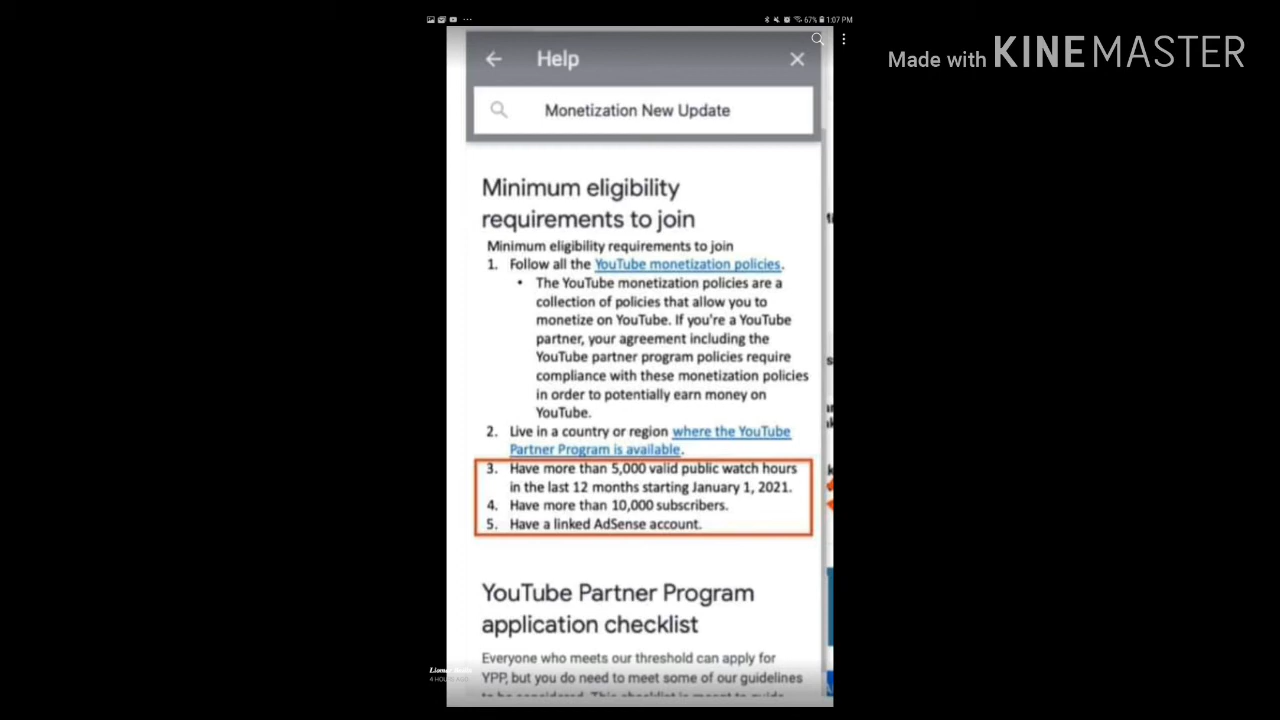 67% 1:07 PM
Made with KINEMASTER
Help
Monetization New Update
Minimum eligibility
requirements to join
Minimum eligibility requirements to join
1. Follow all the YouTube monetization policies.
• The YouTube monetization policies are a
collection of policies that allow you to
monetize on YouTube. If you're a YouTube
partner, your agreement including the
YouTube partner program policies require
compliance with these monetization policies
in order to potentially earn money on
YouTube.
2. Live in a country or region where the YouTube
Partner Program is available.
3. Have more than 5,000 valid public watch hours
in the last 12 months starting January 1, 2021.
4. Have more than 10,000 subscribers.
5. Have a linked AdSense account.
YouTube Partner Program
application checklist
Everyone who meets our threshold can apply for
YPP, but you do need to meet some of our guidelines
4 HOURS AGO